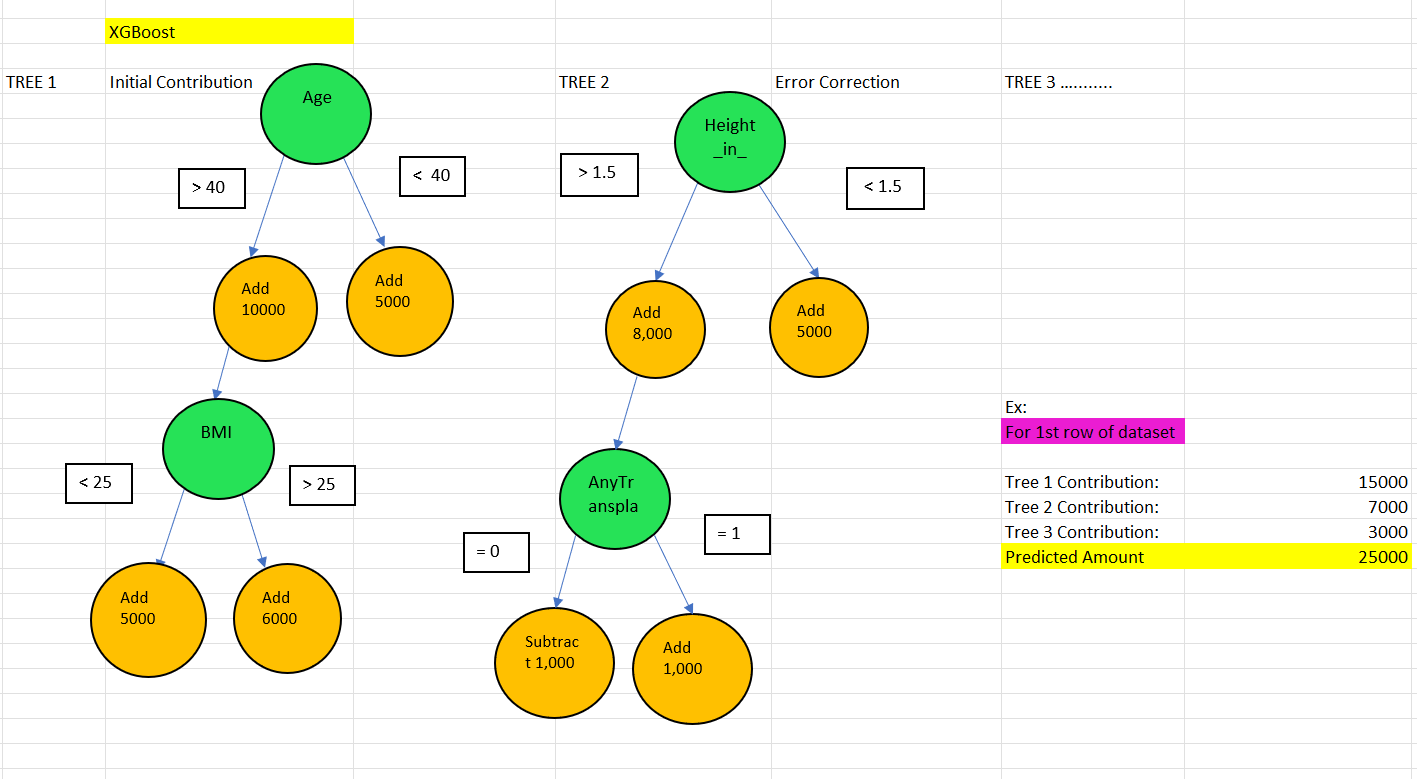 XGBoost
TREE 1
Initial Contribution
Age
> 40
< 40
Add
10000
Add
5000
BMI
< 25
> 25
Add
5000
Add
6000
TREE 2
Error Correction
Height
_in_
> 1.5
< 1.5
Add
8,000
Add
5000
AnyTr
anspla
= 0
= 1
Subtrac
t 1,000
Add
1,000
TREE 3 ...........
Ex:
For 1st row of dataset
Tree 1 Contribution: 15000
Tree 2 Contribution: 7000
Tree 3 Contribution: 3000
Predicted Amount 25000